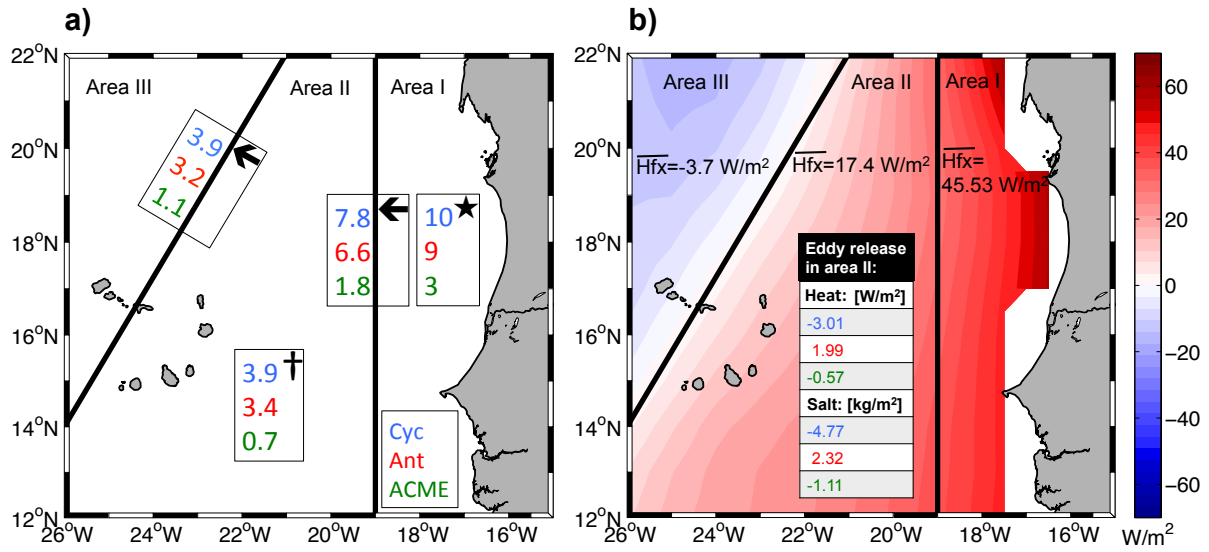 a)
22°N
20°N
18°N
16°N
14°N
12°N
26°W 24°W 22°W 20°W 18°W 16°W
Area III
Area II
Area I
3.9
3.2
1.1
7.8
6.6
1.8
10
9
3
3.9
3.4
0.7
Cyc
Ant
ACME
b)
22°N
20°N
18°N
16°N
14°N
12°N
26°W 24°W 22°W 20°W 18°W 16°W
Area III
Area II
Area I
Hfx=-3.7 W/m²
Hfx=17.4 W/m²
Hfx=
45.53 W/m²
Eddy release
in area II:
Heat: [W/m²]
-3.01
1.99
-0.57
Salt: [kg/m²]
-4.77
2.32
-1.11
60
40
20
0
−20
−40
−60
W/m²